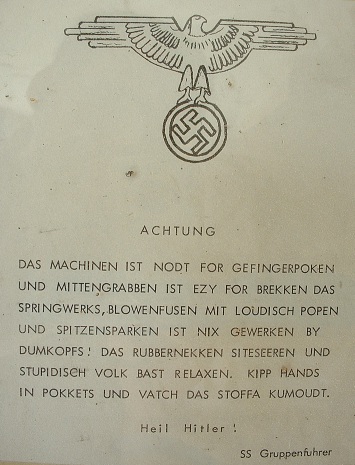 ACHTUNG
DAS MACHINEN IST NODT FOR GEFINGERPOKEN
UND MITTENGRABBEN IST EZY FOR BREKKEN DAS
SPRINGWERKS, BLOWENFUSEN MIT LOUDISCH POPEN
UND SPITZENSPARKEN IST NIX GEWERKEN BY
DUMKOPFS! DAS RUBBERNEKKEN SITESEEREN UND
STUPIDISCH VOLK BAST RELAXEN. KIPP HANDS
IN POKKETS UND VATCH DAS STOFFA KUMOUDT.
Heil Hitler!
SS Gruppenfuhrer